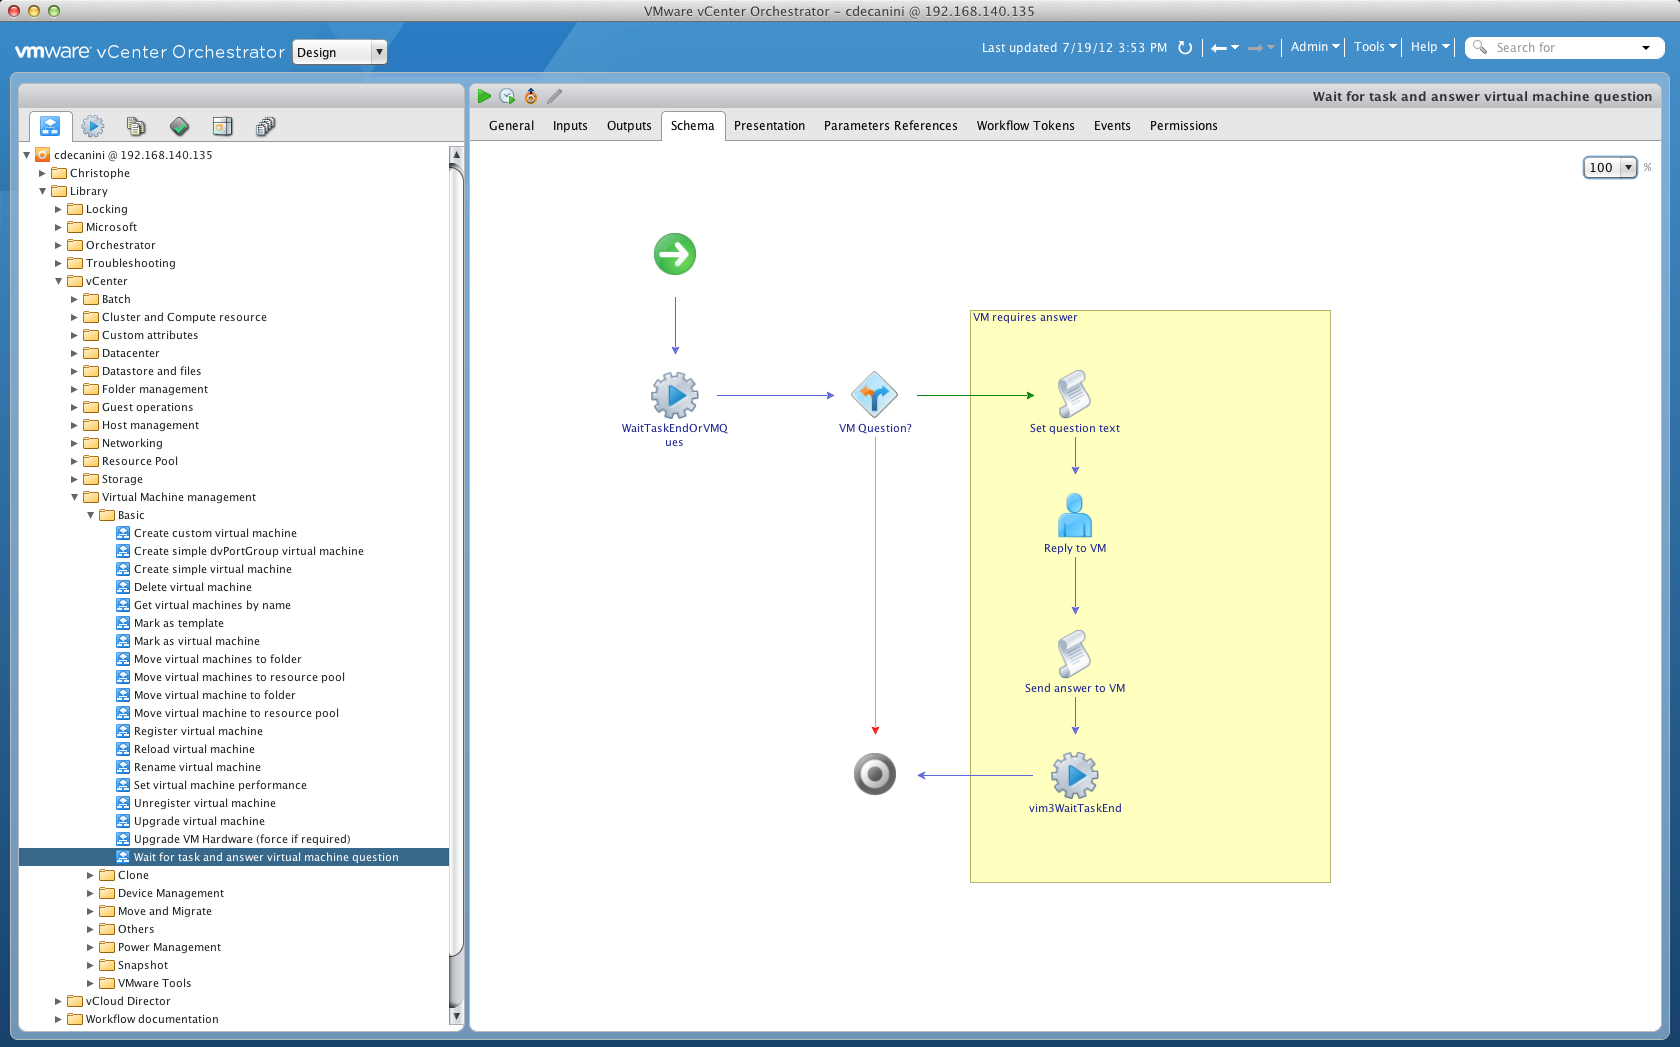 VMware vCenter Orchestrator - cdecanini @ 192.168.140.135
vmware vCenter Orchestrator
Design
Last updated 7/19/12 3:53 PM
Admin
Tools
Help
Search for
Wait for task and answer virtual machine question
General
Inputs
Outputs
Schema
Presentation
Parameters References
Workflow Tokens
Events
Permissions
cdecanini @ 192.168.140.135
Christophe
Library
Locking
Microsoft
Orchestrator
Troubleshooting
vCenter
Batch
Cluster and Compute resource
Custom attributes
Datacenter
Datastore and files
Folder management
Guest operations
Host management
Networking
Resource Pool
Storage
Virtual Machine management
Basic
Create custom virtual machine
Create simple dvPortGroup virtual machine
Create simple virtual machine
Delete virtual machine
Get virtual machines by name
Mark as template
Mark as virtual machine
Move virtual machines to folder
Move virtual machines to resource pool
Move virtual machine to folder
Move virtual machine to resource pool
Register virtual machine
Reload virtual machine
Rename virtual machine
Set virtual machine performance
Unregister virtual machine
Upgrade virtual machine
Upgrade VM Hardware (force if required)
Wait for task and answer virtual machine question
Clone
Device Management
Move and Migrate
Others
Power Management
Snapshot
VMware Tools
vCloud Director
Workflow documentation
100 %
VM requires answer
WaitTaskEndOrVMQ
ues
VM Question?
Set question text
Reply to VM
Send answer to VM
vim3WaitTaskEnd